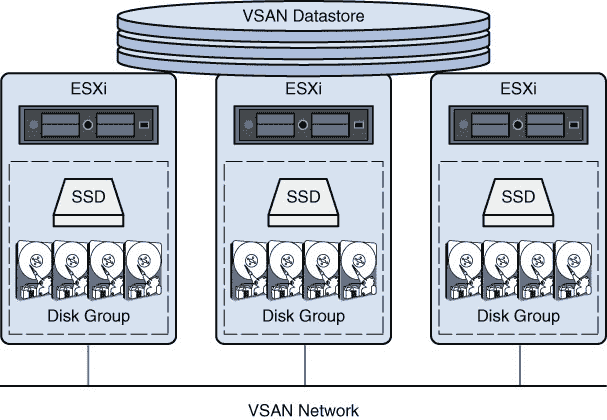 VSAN Datastore
ESXi
ESXi
ESXi
SSD
SSD
SSD
Disk Group
Disk Group
Disk Group
VSAN Network